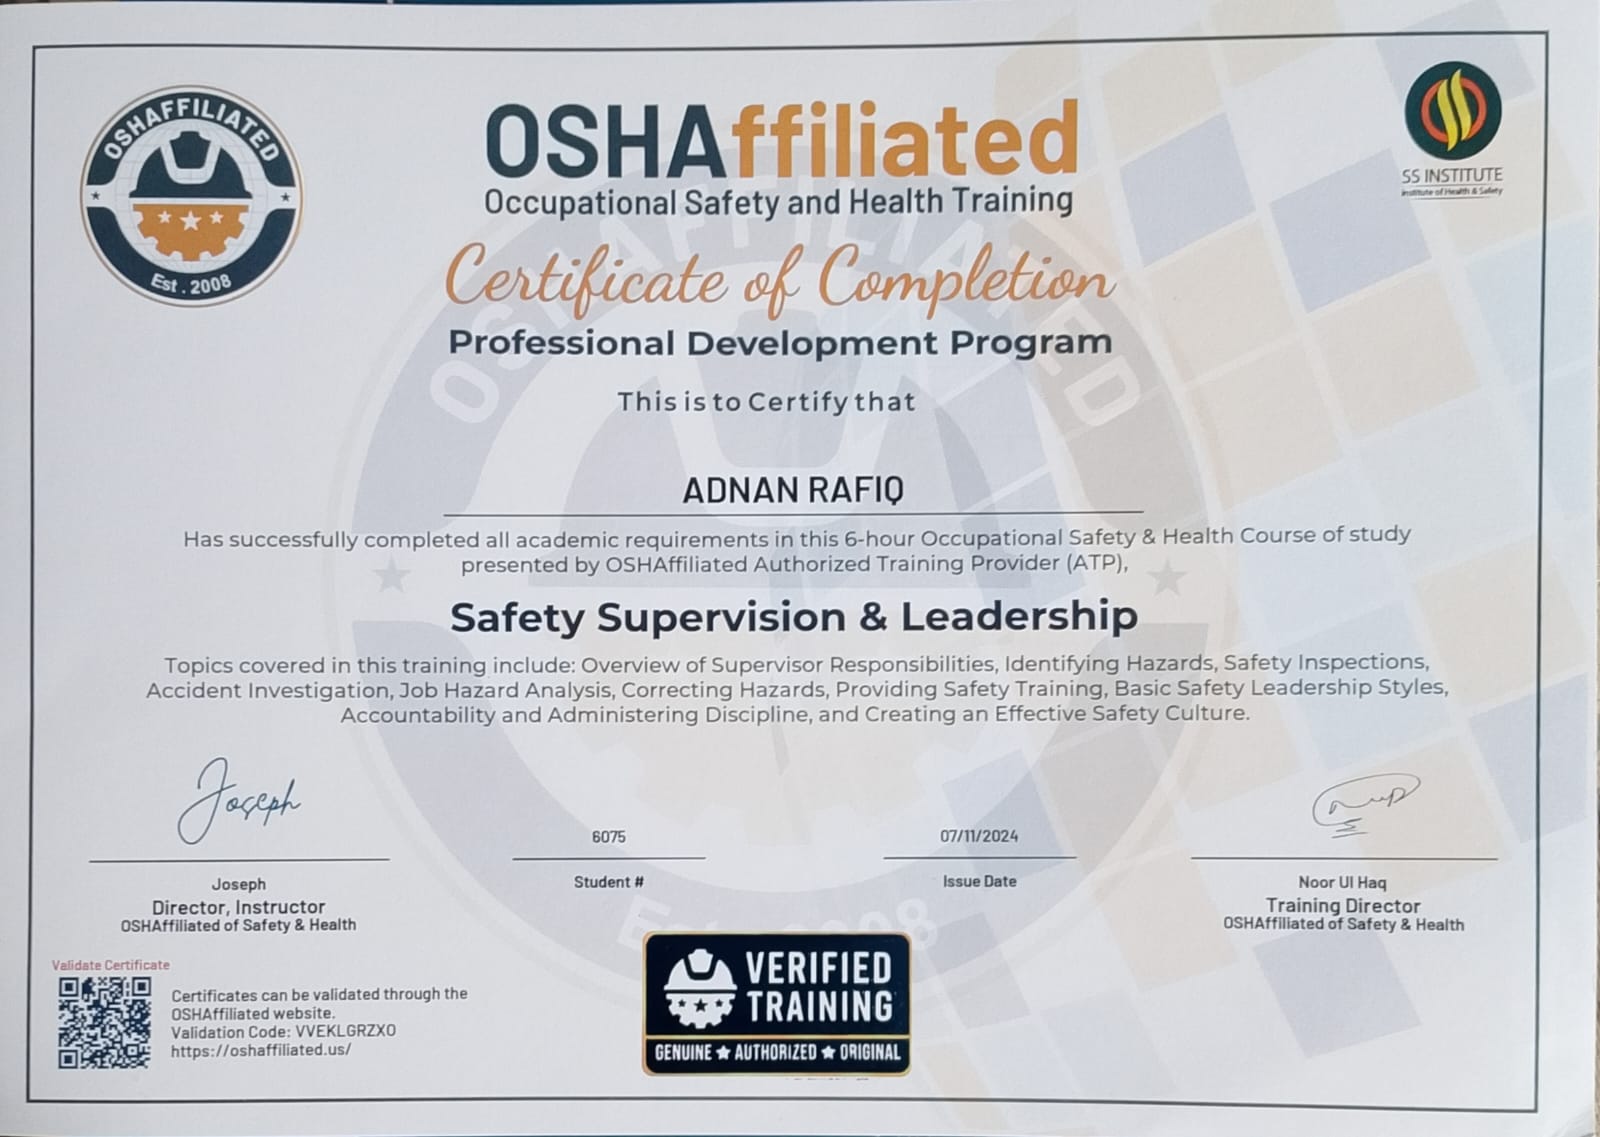 OSHAFFILIATED
Est. 2008
OSHAffiliated
Occupational Safety and Health Training
SS INSTITUTE
Institute of Health & Safety
Certificate of Completion
Professional Development Program
This is to Certify that
ADNAN RAFIQ
Has successfully completed all academic requirements in this 6-hour Occupational Safety & Health Course of study
presented by OSHAffiliated Authorized Training Provider (ATP),
Safety Supervision & Leadership
Topics covered in this training include: Overview of Supervisor Responsibilities, Identifying Hazards, Safety Inspections,
Accident Investigation, Job Hazard Analysis, Correcting Hazards, Providing Safety Training, Basic Safety Leadership Styles,
Accountability and Administering Discipline, and Creating an Effective Safety Culture.
Joseph
6075
07/11/2024
Joseph
Student #
Issue Date
Noor Ul Haq
Director, Instructor
Training Director
OSHAffiliated of Safety & Health
OSHAffiliated of Safety & Health
Validate Certificate
Certificates can be validated through the
OSHAffiliated website.
Validation Code: VVEKLGRZXO
https://oshaffiliated.us/
VERIFIED
TRAINING
GENUINE ★ AUTHORIZED ★ ORIGINAL
OSHAFFILIATED